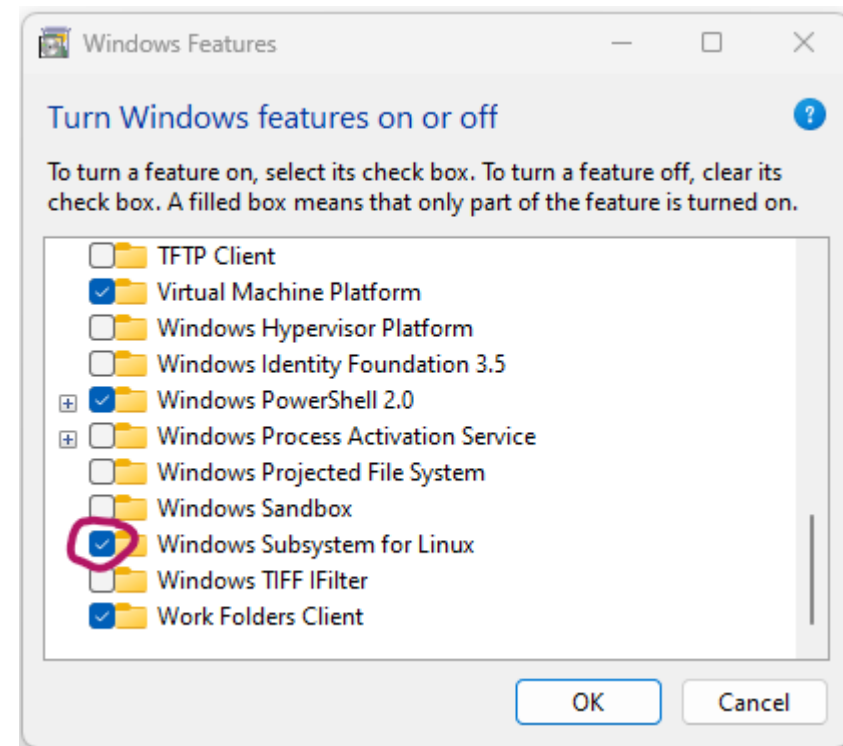 Windows Features
Turn Windows features on or off
?
To turn a feature on, select its check box. To turn a feature off, clear its
check box. A filled box means that only part of the feature is turned on.
TFTP Client
Virtual Machine Platform
Windows Hypervisor Platform
Windows Identity Foundation 3.5
Windows PowerShell 2.0
Windows Process Activation Service
Windows Projected File System
Windows Sandbox
Windows Subsystem for Linux
Windows TIFF IFilter
Work Folders Client
OK Cancel